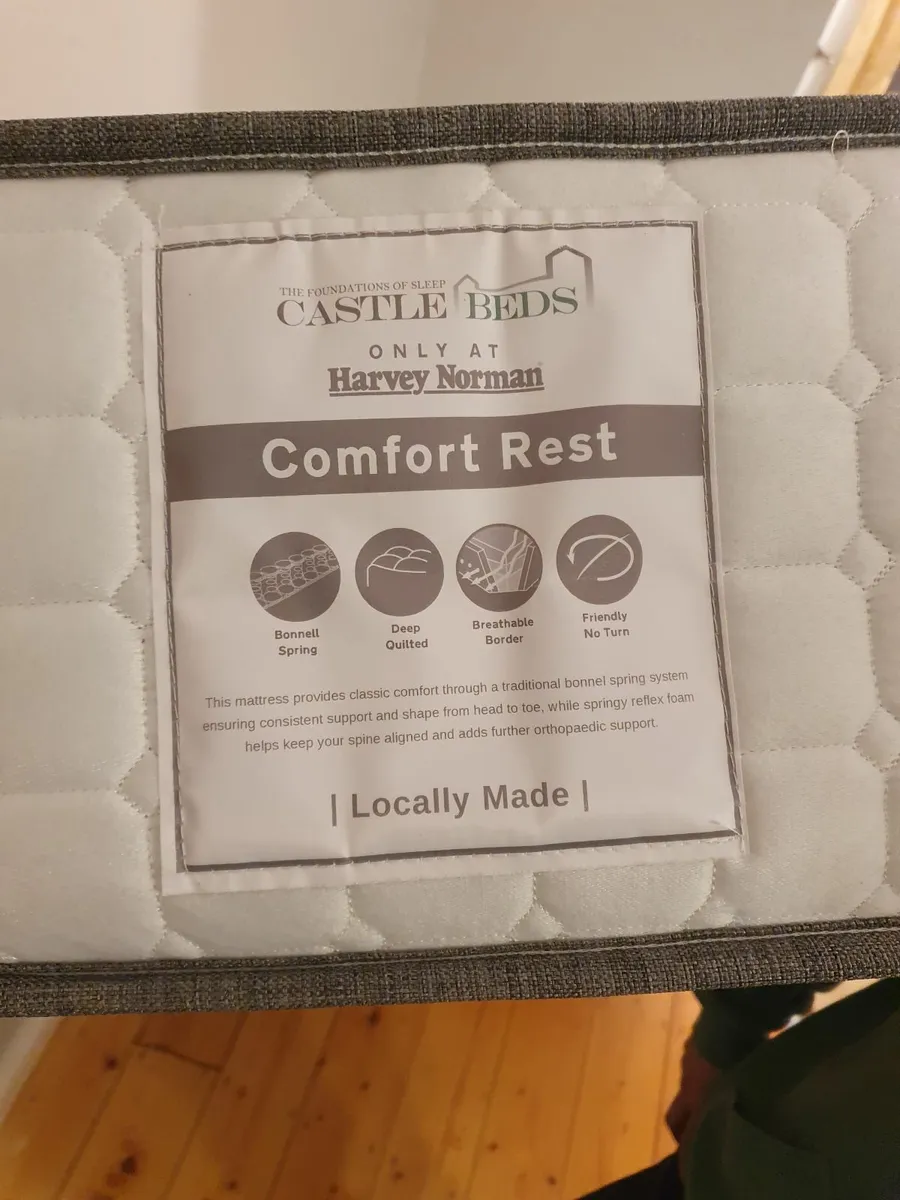 THE FOUNDATIONS OF SLEEP
CASTLE BEDS
ONLY AT
Harvey Norman
Comfort Rest
Bonnell
Spring
Deep
Quilted
Breathable
Border
Friendly
No Turn
This mattress provides classic comfort through a traditional bonnel spring system
ensuring consistent support and shape from head to toe, while springy reflex foam
helps keep your spine aligned and adds further orthopaedic support.
| Locally Made |